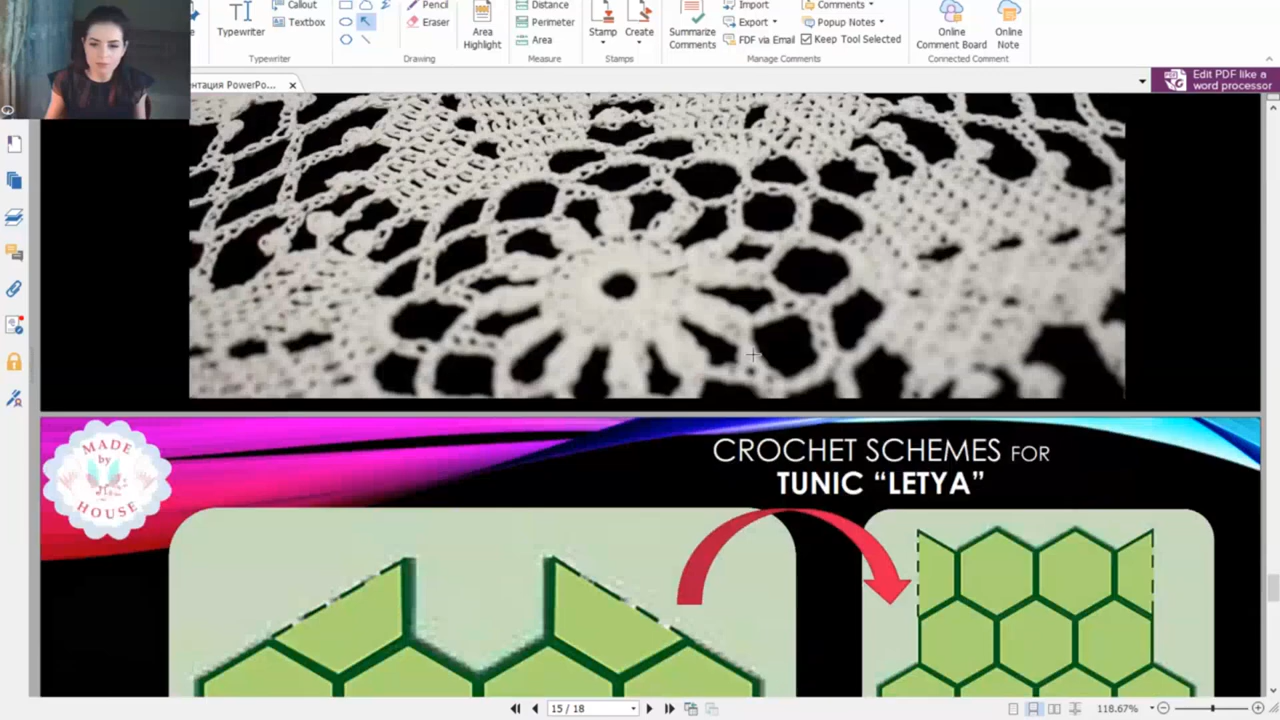 Callout
Textbox
Typewriter
Typewriter
Pencil
Eraser
Area
Highlight
Drawing
Distance
Perimeter
Area
Measure
Stamp
Create
Stamps
Summarize
Comments
Import
Export
FDF via Email
Comments
Popup Notes
Keep Tool Selected
Manage Comments
Online
Comment Board
Online
Note
Connected Comment
нтация PowerPo...
Edit PDF like a
word processor
MADE
by
HOUSE
CROCHET SCHEMES FOR
TUNIC “LETYA”
15 / 18
118.67%